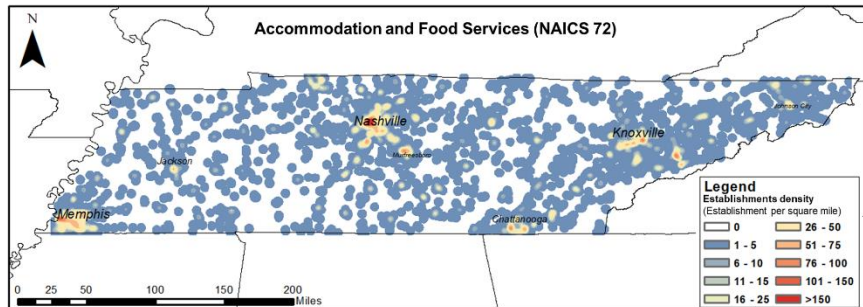 Accommodation and Food Services (NAICS 72)
N
Nashville
Murfreesboro
Knoxville
Johnson City
Jackson
Memphis
Chattanooga
Legend
Establishments density
(Establishment per square mile)
0
1 - 5
6 - 10
11 - 15
16 - 25
26 - 50
51 - 75
76 - 100
101 - 150
>150
0 25 50 100 150 200
Miles